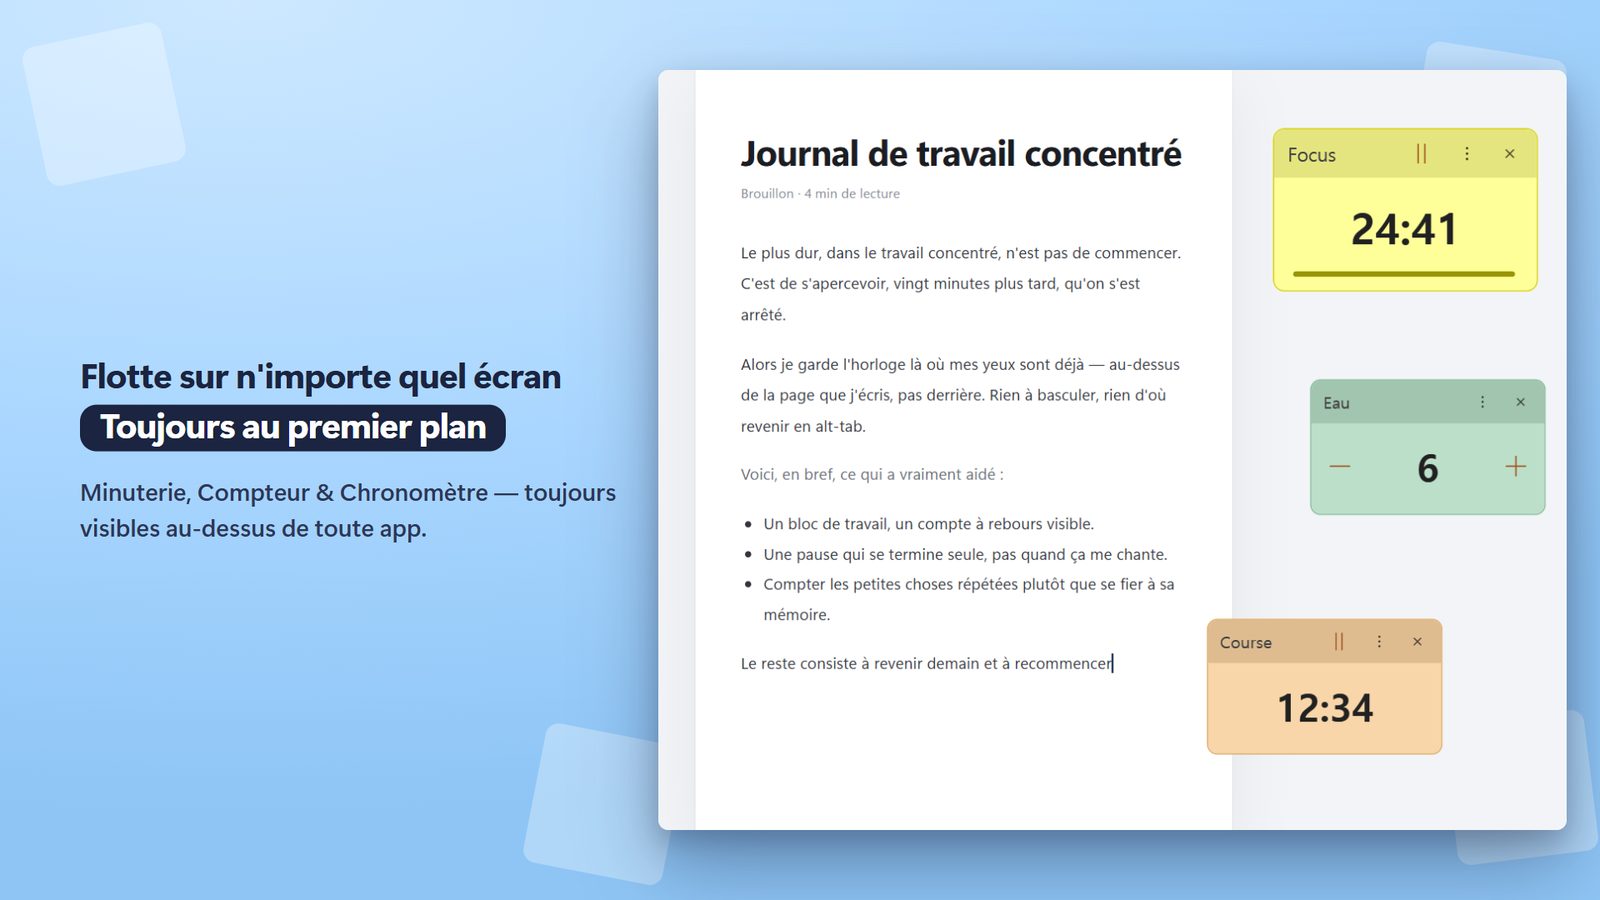 Flotte sur n'importe quel écran
Toujours au premier plan
Minuterie, Compteur & Chronomètre — toujours
visibles au-dessus de toute app.
Journal de travail concentré
Brouillon · 4 min de lecture
Le plus dur, dans le travail concentré, n'est pas de commencer.
C'est de s'apercevoir, vingt minutes plus tard, qu'on s'est
arrêté.
Alors je garde l'horloge là où mes yeux sont déjà — au-dessus
de la page que j'écris, pas derrière. Rien à basculer, rien d'où
revenir en alt-tab.
Voici, en bref, ce qui a vraiment aidé :
• Un bloc de travail, un compte à rebours visible.
• Une pause qui se termine seule, pas quand ça me chante.
• Compter les petites choses répétées plutôt que se fier à sa
mémoire.
Le reste consiste à revenir demain et à recommencer
Focus
24:41
Eau
6
Course
12:34